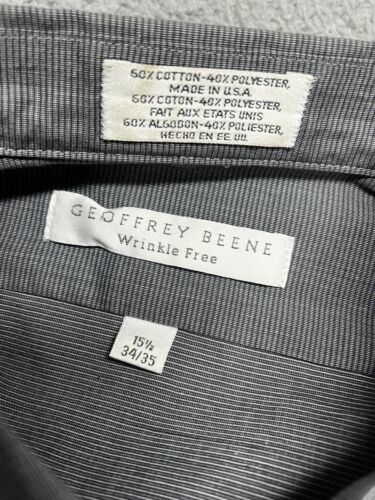 60% COTTON-40% POLYESTER,
MADE IN U.S.A.
60% COTON-40% POLYESTER,
FAIT AUX ETATS UNIS
60% ALGODON-40% POLIESTER,
HECHO EN EE.UU.
GEOFFREY BEENE
Wrinkle Free
15½
34/35